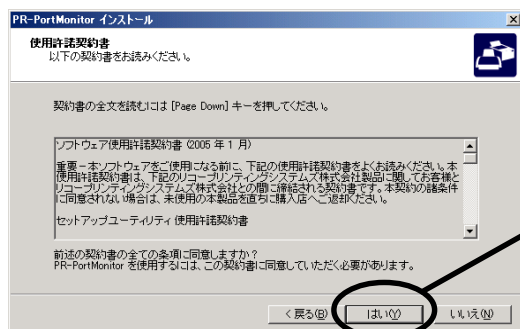 PR-PortMonitor インストール
使用許諾契約書
以下の契約書をお読みください。
契約書の全文を読むには [Page Down] キーを押してください。
ソフトウェア使用許諾契約書 (2005 年 1 月)
重要－本ソフトウェアをご使用になる前に、下記の使用許諾契約書をよくお読みください。本
使用許諾契約書は、下記のリコープリンティングシステムズ株式会社製品に関してお客様と
リコープリンティングシステムズ株式会社との間に締結される契約書です。本契約の諸条件
に同意されない場合は、未使用の本製品を直ちに購入店へご返却ください。
セットアップユーティリティ 使用許諾契約書
前述の契約書の全ての条項に同意しますか？
PR-PortMonitor を使用するには、この契約書に同意していただく必要があります。
< 戻る(B)
はい(Y)
いいえ(N)